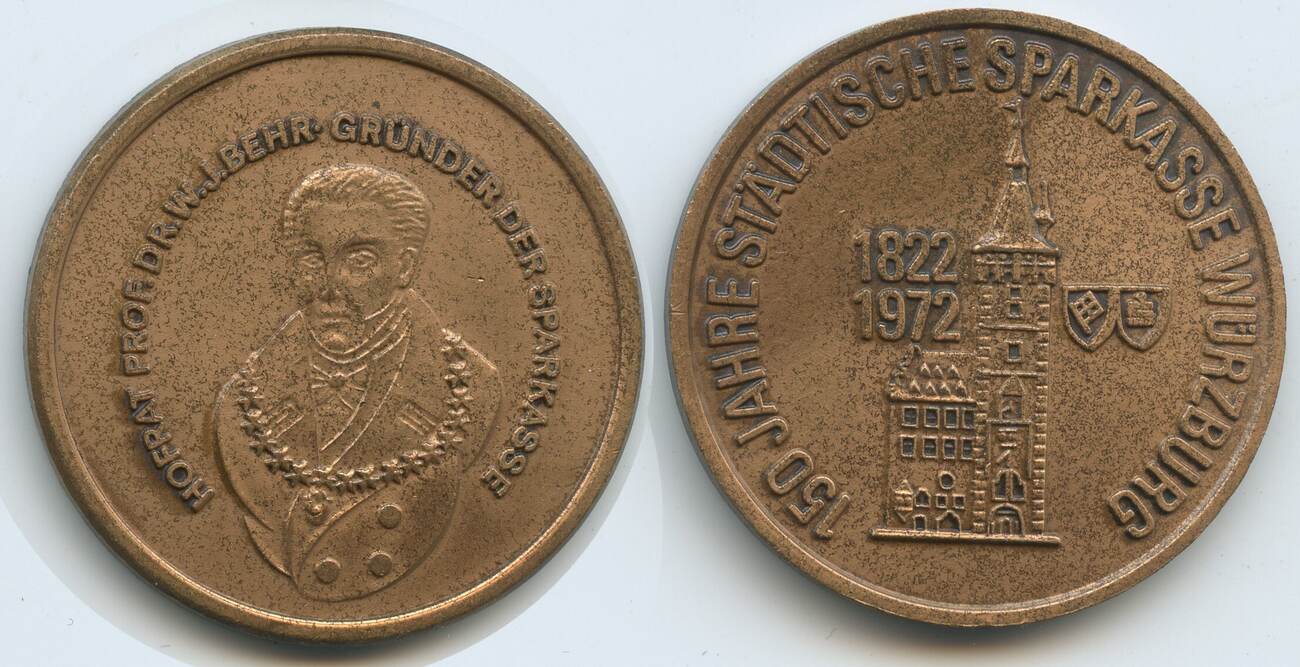 HOFRAT PROF. DR. W. J. BEHR · GRÜNDER DER SPARKASSE
150 JAHRE STÄDTISCHE SPARKASSE WÜRZBURG
1822
1972